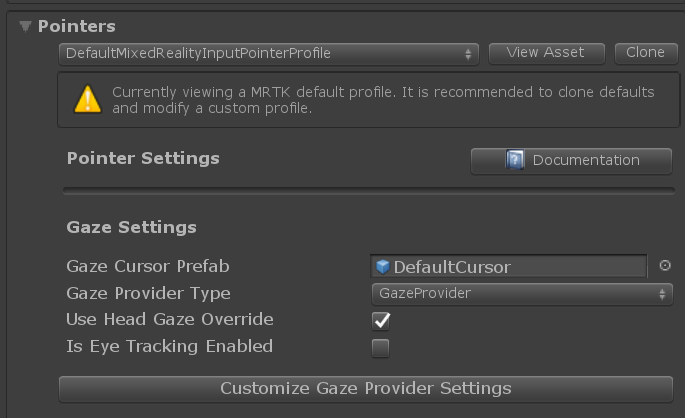 Pointers
DefaultMixedRealityInputPointerProfile
View Asset
Clone
Currently viewing a MRTK default profile. It is recommended to clone defaults
and modify a custom profile.
Pointer Settings
Documentation
Gaze Settings
Gaze Cursor Prefab
DefaultCursor
Gaze Provider Type
GazeProvider
Use Head Gaze Override
Is Eye Tracking Enabled
Customize Gaze Provider Settings